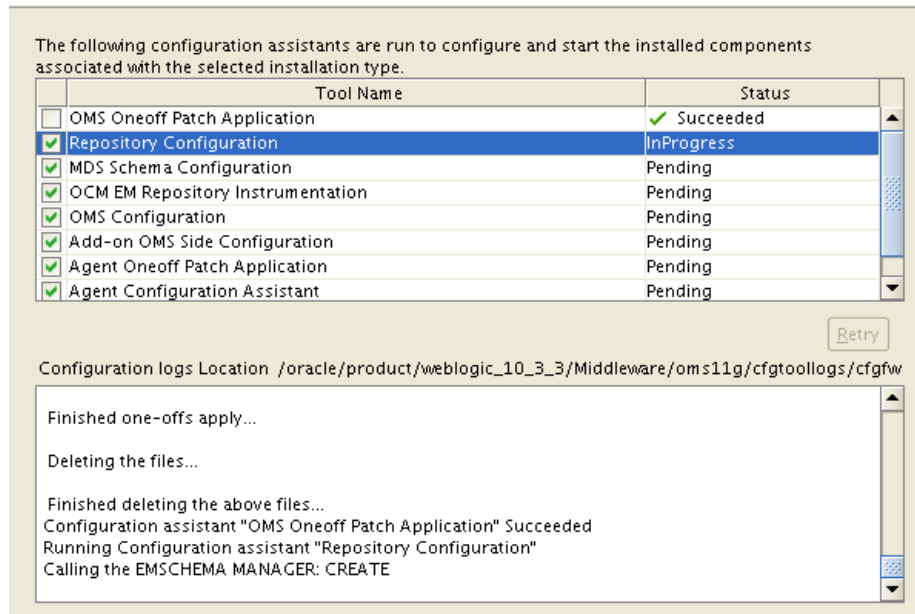 The following configuration assistants are run to configure and start the installed components
associated with the selected installation type.
Tool Name Status
OMS Oneoff Patch Application Succeeded
Repository Configuration InProgress
MDS Schema Configuration Pending
OCM EM Repository Instrumentation Pending
OMS Configuration Pending
Add-on OMS Side Configuration Pending
Agent Oneoff Patch Application Pending
Agent Configuration Assistant Pending
Retry
Configuration logs Location /oracle/product/weblogic_10_3_3/Middleware/oms11g/cfgtoollogs/cfgfw
Finished one-offs apply...
Deleting the files...
Finished deleting the above files...
Configuration assistant "OMS Oneoff Patch Application" Succeeded
Running Configuration assistant "Repository Configuration"
Calling the EMSCHEMA MANAGER: CREATE